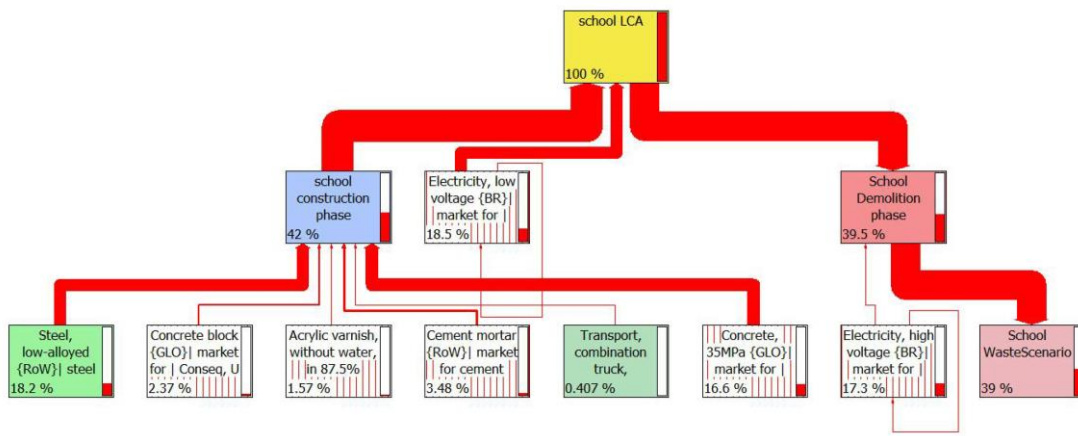 school LCA
100 %
school
construction
phase
42 %
Electricity, low
voltage {BR}|
market for |
18.5 %
School
Demolition
phase
39.5 %
Steel,
low-alloyed
{RoW}| steel
18.2 %
Concrete block
{GLO}| market
for | Conseq, U
2.37 %
Acrylic varnish,
without water,
in 87.5%
1.57 %
Cement mortar
{RoW}| market
for cement
3.48 %
Transport,
combination
truck,
0.407 %
Concrete,
35MPa {GLO}|
market for |
16.6 %
Electricity, high
voltage {BR}|
market for |
17.3 %
School
WasteScenario
39 %